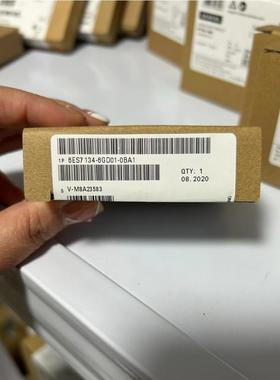 1P 6ES7134-6GD01-0BA1
QTY: 1
08.2020
S V-M8A23583